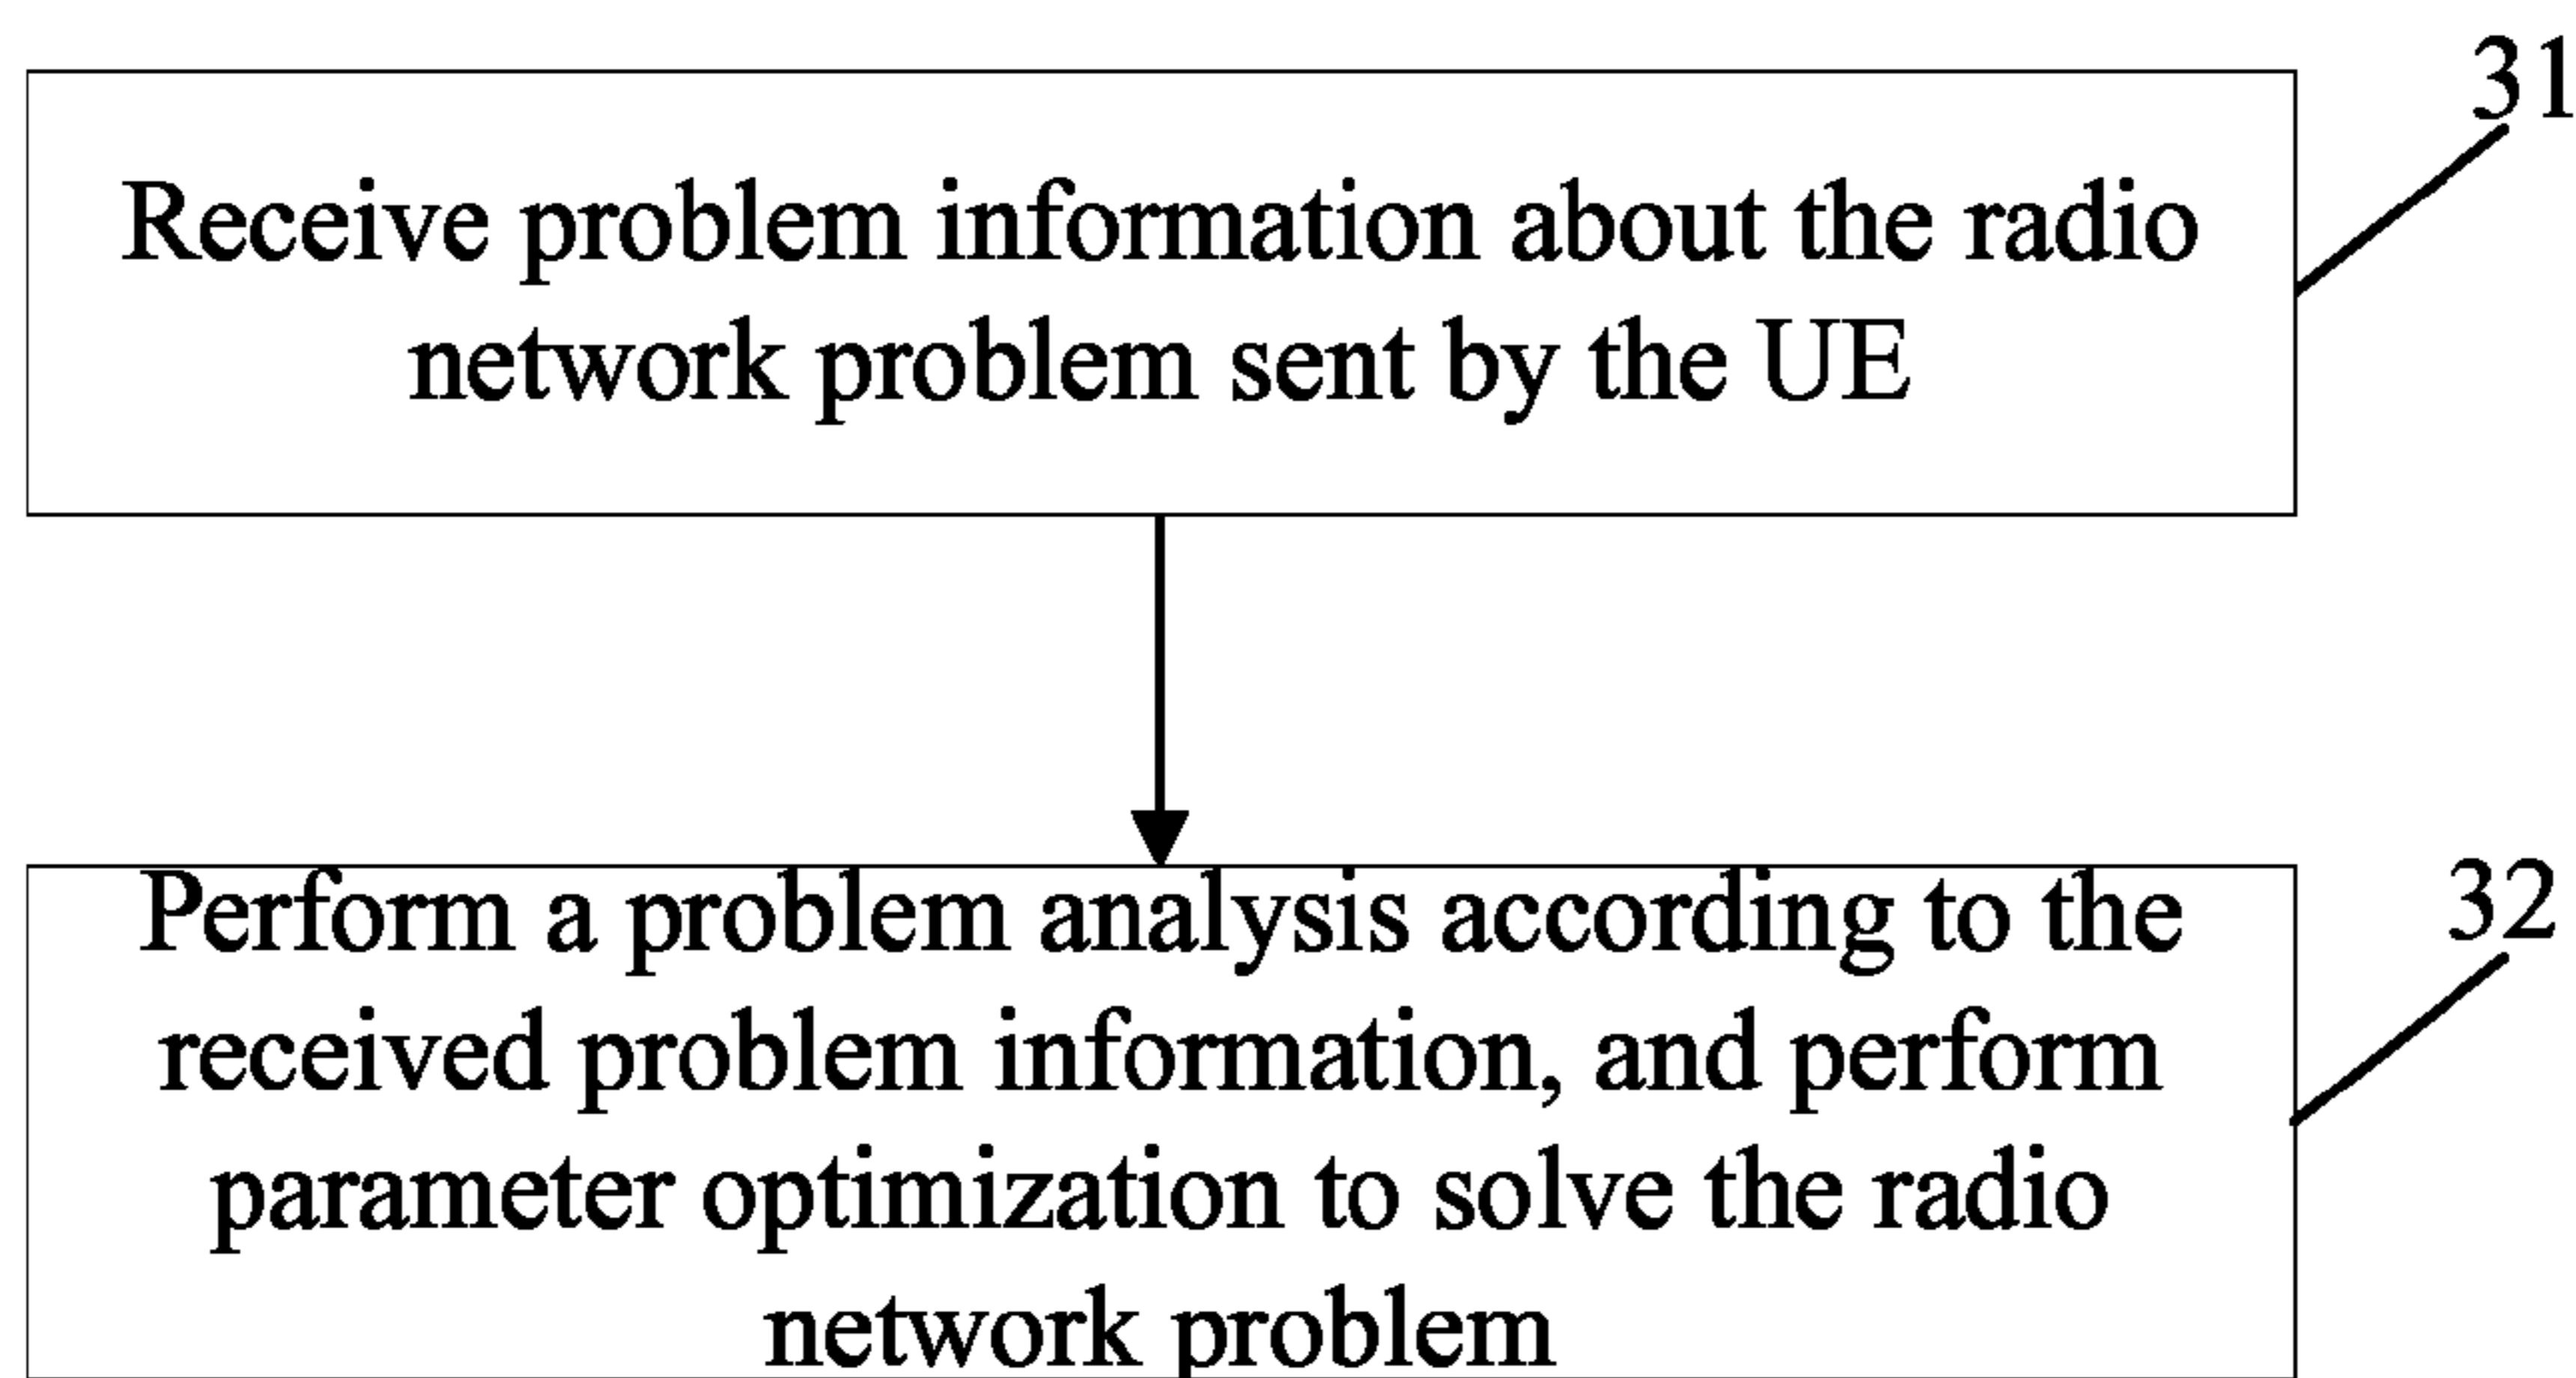 31
Receive problem information about the radio
network problem sent by the UE
32
Perform a problem analysis according to the
received problem information, and perform
parameter optimization to solve the radio
network problem